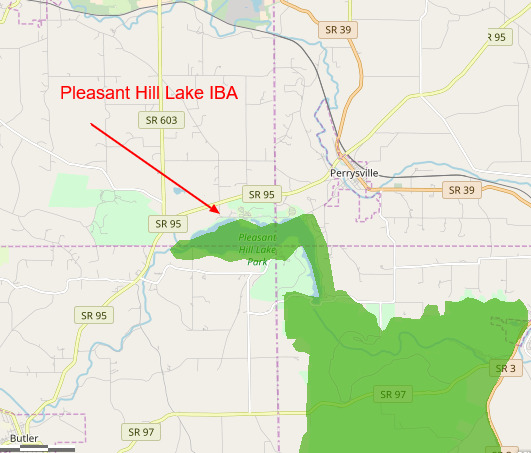 SR 39
SR 95
Pleasant Hill Lake IBA
SR 603
Perrysville
SR 95
SR 39
SR 95
Pleasant
Hill Lake
Park
SR 95
SR 3
SR 97
SR 97
Butler